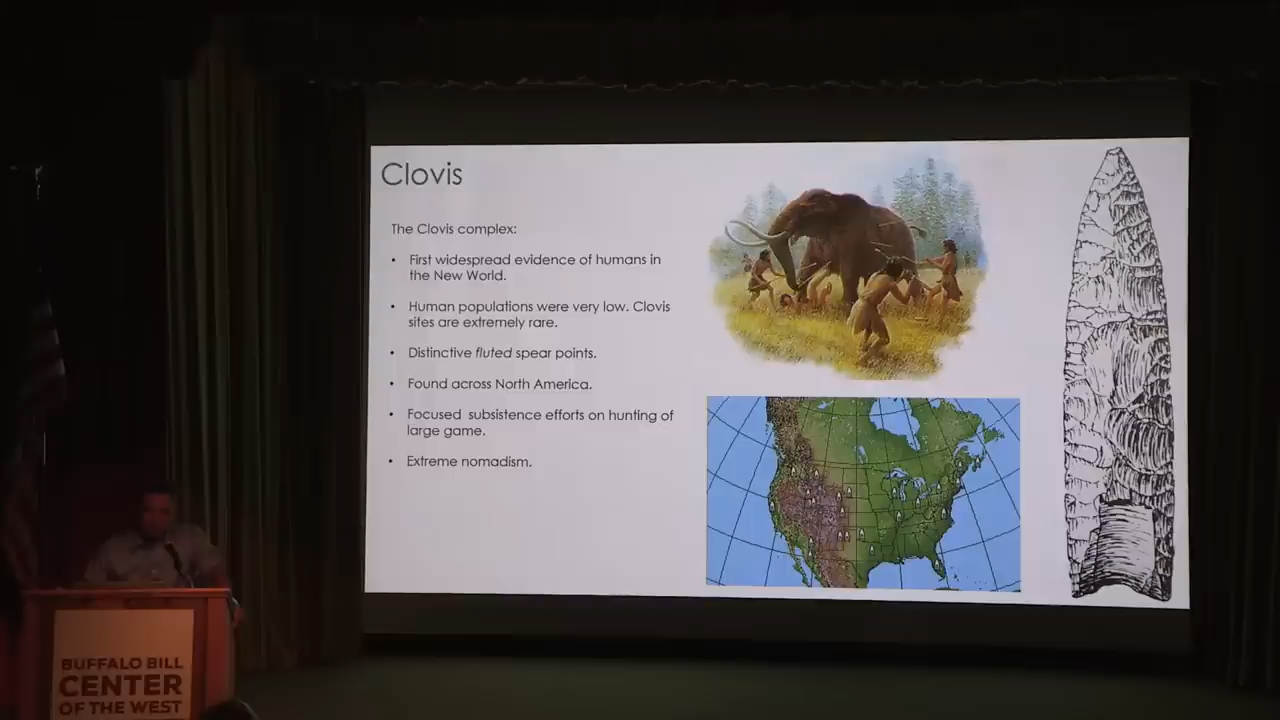 Clovis
The Clovis complex:
• First widespread evidence of humans in
the New World.
• Human populations were very low. Clovis
sites are extremely rare.
• Distinctive fluted spear points.
• Found across North America.
• Focused subsistence efforts on hunting of
large game.
• Extreme nomadism.
BUFFALO BILL
CENTER
OF THE WEST